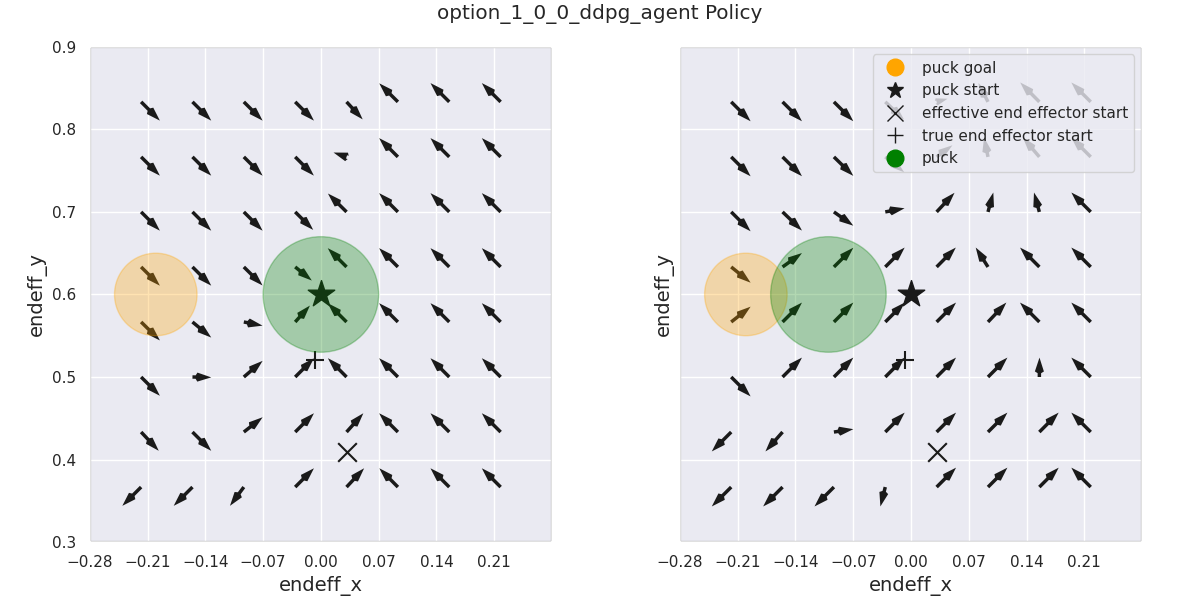 option_1_0_0_ddpg_agent Policy
endeff_y
0.9
0.8
0.7
0.6
0.5
0.4
0.3
−0.28 −0.21 −0.14 −0.07 0.00 0.07 0.14 0.21
endeff_x
endeff_y
puck goal
puck start
effective end effector start
true end effector start
puck
−0.28 −0.21 −0.14 −0.07 0.00 0.07 0.14 0.21
endeff_x